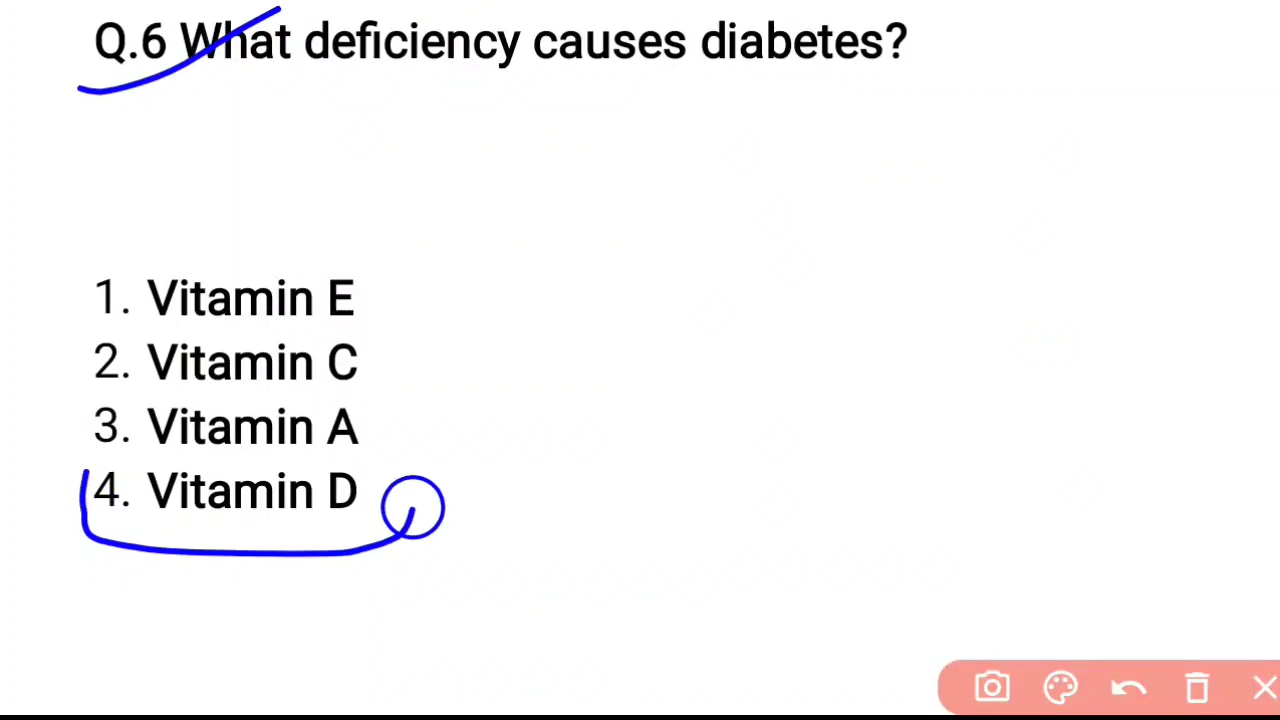 Q.6 What deficiency causes diabetes?
1. Vitamin E
2. Vitamin C
3. Vitamin A
4. Vitamin D